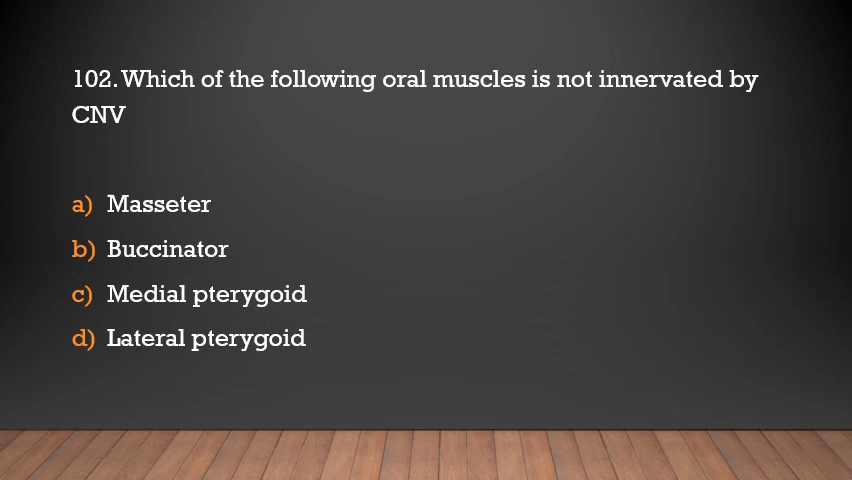 102. Which of the following oral muscles is not innervated by
CNV
a) Masseter
b) Buccinator
c) Medial pterygoid
d) Lateral pterygoid